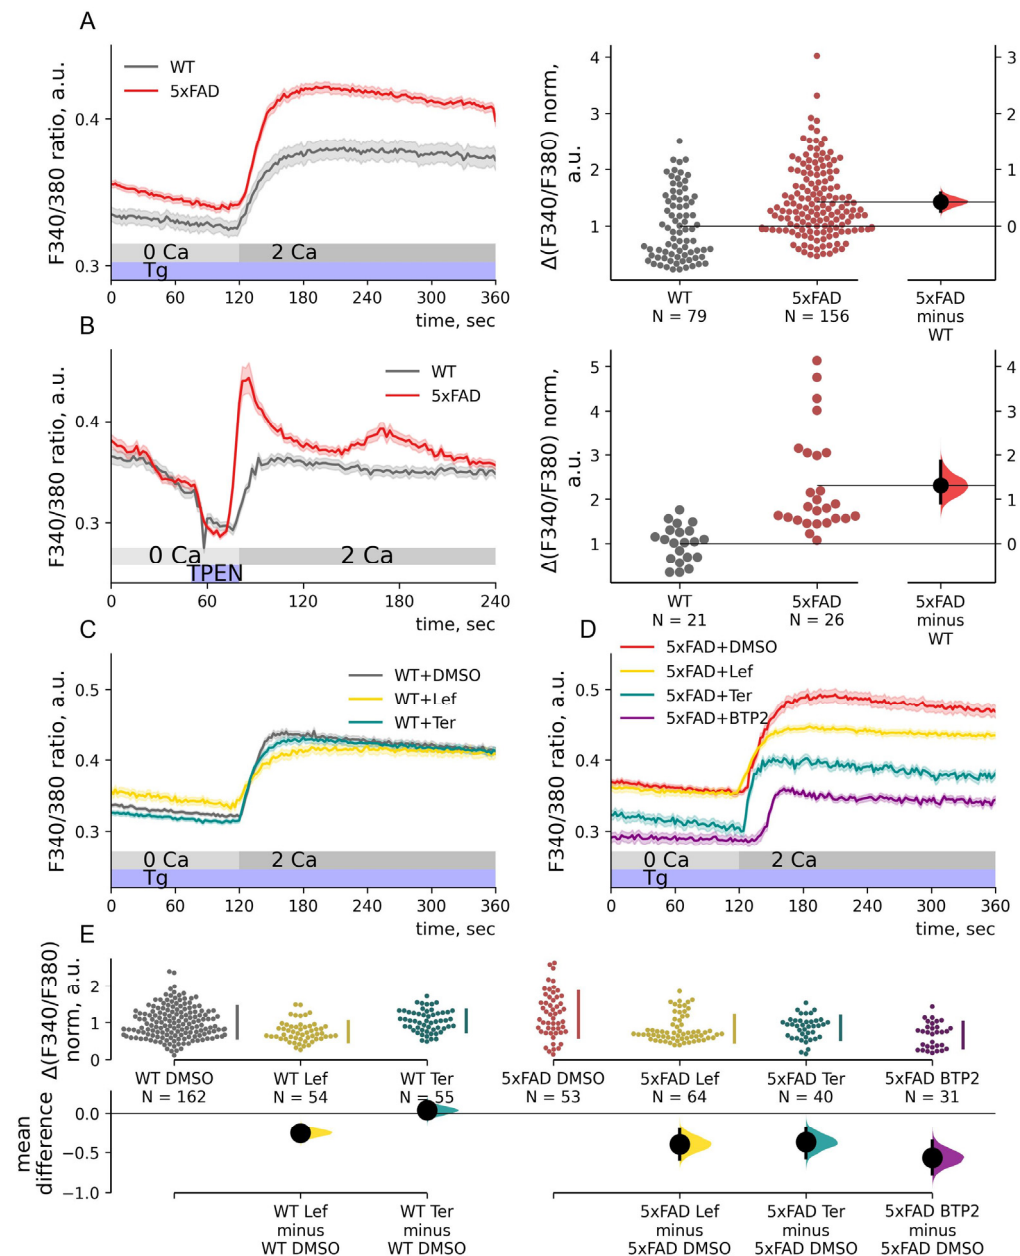 A
F340/380 ratio, a.u.
WT
5xFAD
0.4
0.3
0 Ca
2 Ca
Tg
0 60 120 180 240 300 360
time, sec
Δ(F340/F380) norm,
a.u.
4
3
2
1
3
2
1
0
WT
N = 79
5xFAD
N = 156
5xFAD
minus
WT
B
F340/380 ratio, a.u.
WT
5xFAD
0.4
0.3
0 Ca
2 Ca
TPEN
0 60 120 180 240
time, sec
Δ(F340/F380) norm,
a.u.
5
4
3
2
1
4
3
2
1
0
WT
N = 21
5xFAD
N = 26
5xFAD
minus
WT
C
F340/380 ratio, a.u.
WT+DMSO
WT+Lef
WT+Ter
0.5
0.4
0.3
0 Ca
2 Ca
Tg
0 60 120 180 240 300 360
time, sec
D
F340/380 ratio, a.u.
5xFAD+DMSO
5xFAD+Lef
5xFAD+Ter
5xFAD+BTP2
0.5
0.4
0.3
0 Ca
2 Ca
Tg
0 60 120 180 240 300 360
time, sec
E
Δ(F340/F380)
norm, a.u.
2
1
0
WT DMSO
N = 162
WT Lef
N = 54
WT Ter
N = 55
5xFAD DMSO
N = 53
5xFAD Lef
N = 64
5xFAD Ter
N = 40
5xFAD BTP2
N = 31
mean
difference
0.0
−0.5
−1.0
WT Lef
minus
WT DMSO
WT Ter
minus
WT DMSO
5xFAD Lef
minus
5xFAD DMSO
5xFAD Ter
minus
5xFAD DMSO
5xFAD BTP2
minus
5xFAD DMSO